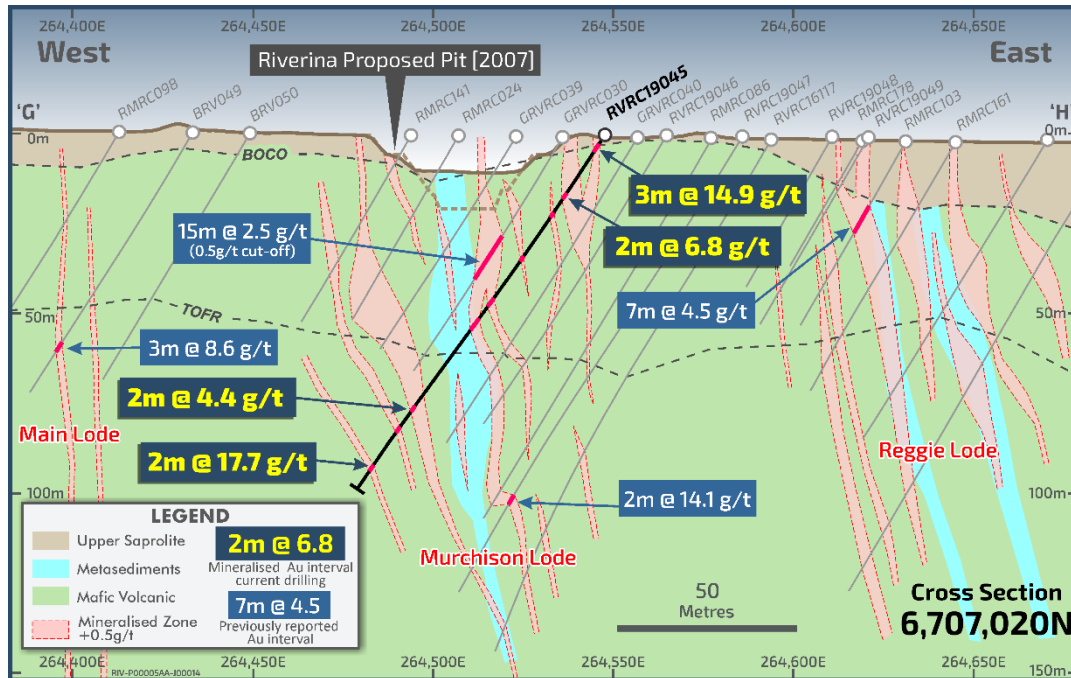 264,400E
264,450E
264,500E
264,550E
264,600E
264,650E
West
East
Riverina Proposed Pit [2007]
'G'
'H'
RMRC098
BRV049
BRV050
RMRC141
RMRC024
GRVRC039
GRVRC030
RVRC19045
GRVRC040
RVRC19046
RMRC086
RVRC19047
RVRC16117
RVRC19048
RMRC178
RVRC19049
RMRC103
RMRC161
0m
0m
BOCO
3m @ 14.9 g/t
2m @ 6.8 g/t
15m @ 2.5 g/t
(0.5g/t cut-off)
7m @ 4.5 g/t
50m
50m
TOFR
3m @ 8.6 g/t
2m @ 4.4 g/t
Main Lode
2m @ 17.7 g/t
Reggie Lode
100m
100m
2m @ 14.1 g/t
Murchison Lode
LEGEND
Upper Saprolite
Metasediments
Mafic Volcanic
Mineralised Zone
+0.5g/t
2m @ 6.8
Mineralised Au interval
current drilling
7m @ 4.5
Previously reported
Au interval
50
Metres
Cross Section
6,707,020N
264,400E
264,450E
264,500E
264,550E
264,600E
264,650E
150m
RIV-P00005AA-J00014